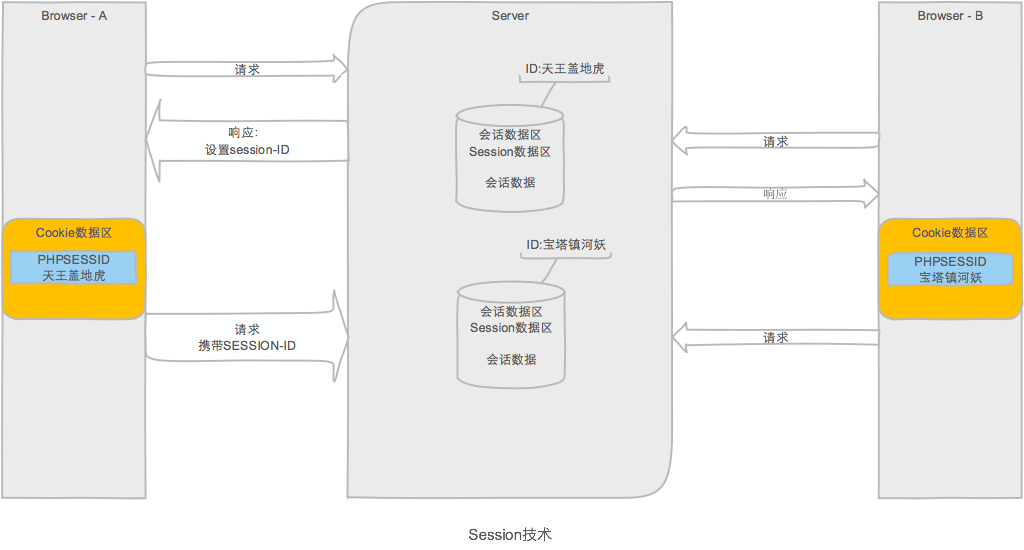 Browser - A
Server
Browser - B
请求
ID:天王盖地虎
响应:
设置session-ID
会话数据区
Session数据区
会话数据
请求
响应
Cookie数据区
PHPSESSID
天王盖地虎
ID:宝塔镇河妖
Cookie数据区
PHPSESSID
宝塔镇河妖
请求
携带SESSION-ID
会话数据区
Session数据区
会话数据
请求
Session技术